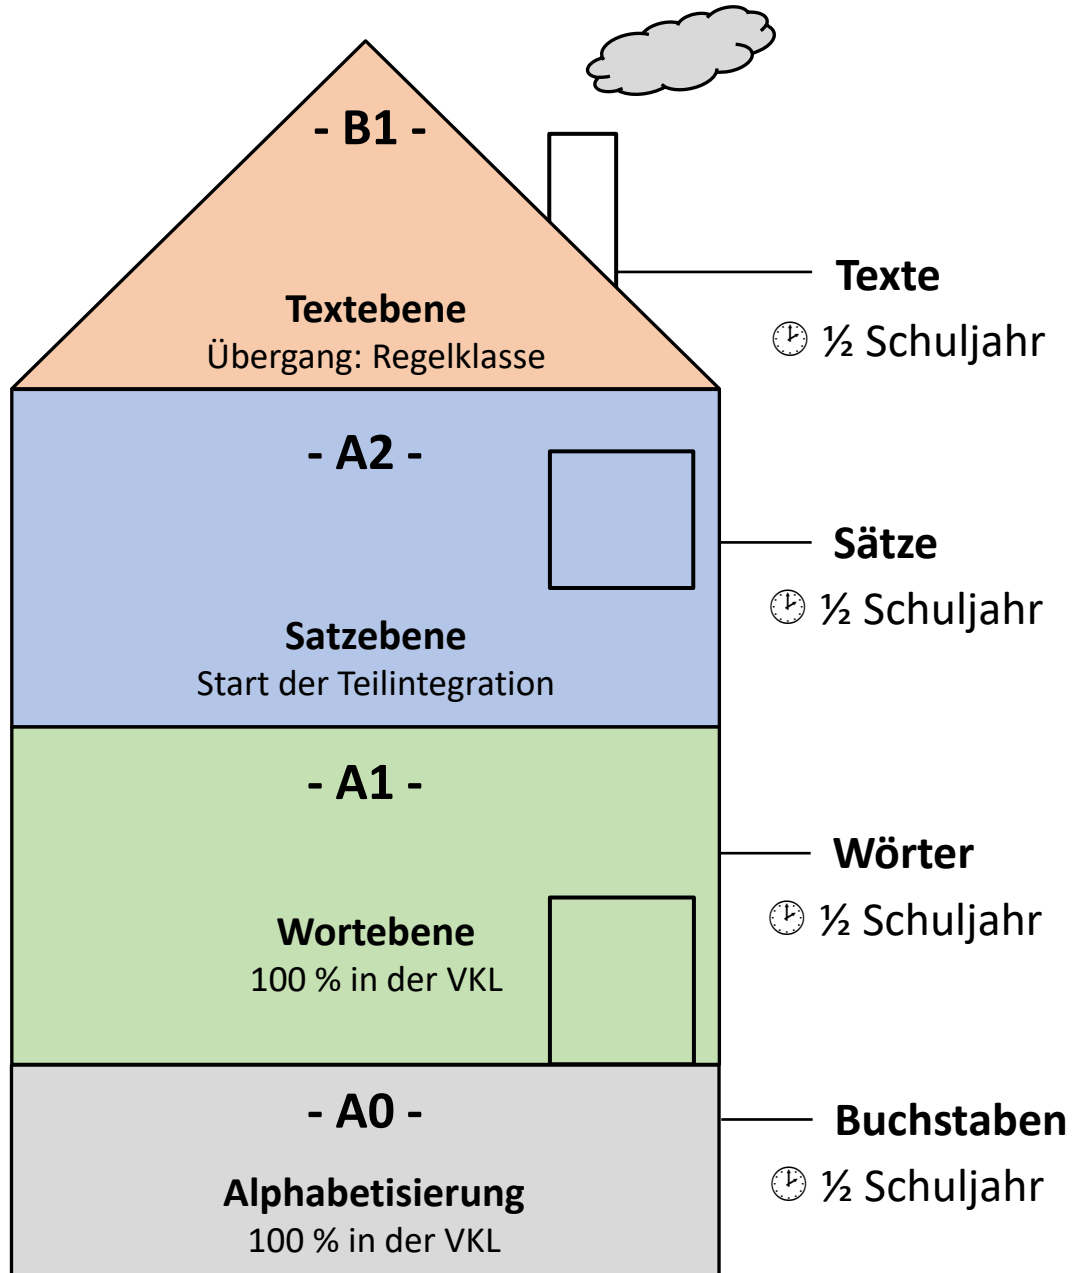 - B1 -
Textebene
Übergang: Regelklasse
Texte
🕑 ½ Schuljahr
- A2 -
Satzebene
Start der Teilintegration
Sätze
🕑 ½ Schuljahr
- A1 -
Wortebene
100 % in der VKL
Wörter
🕑 ½ Schuljahr
- A0 -
Alphabetisierung
100 % in der VKL
Buchstaben
🕑 ½ Schuljahr